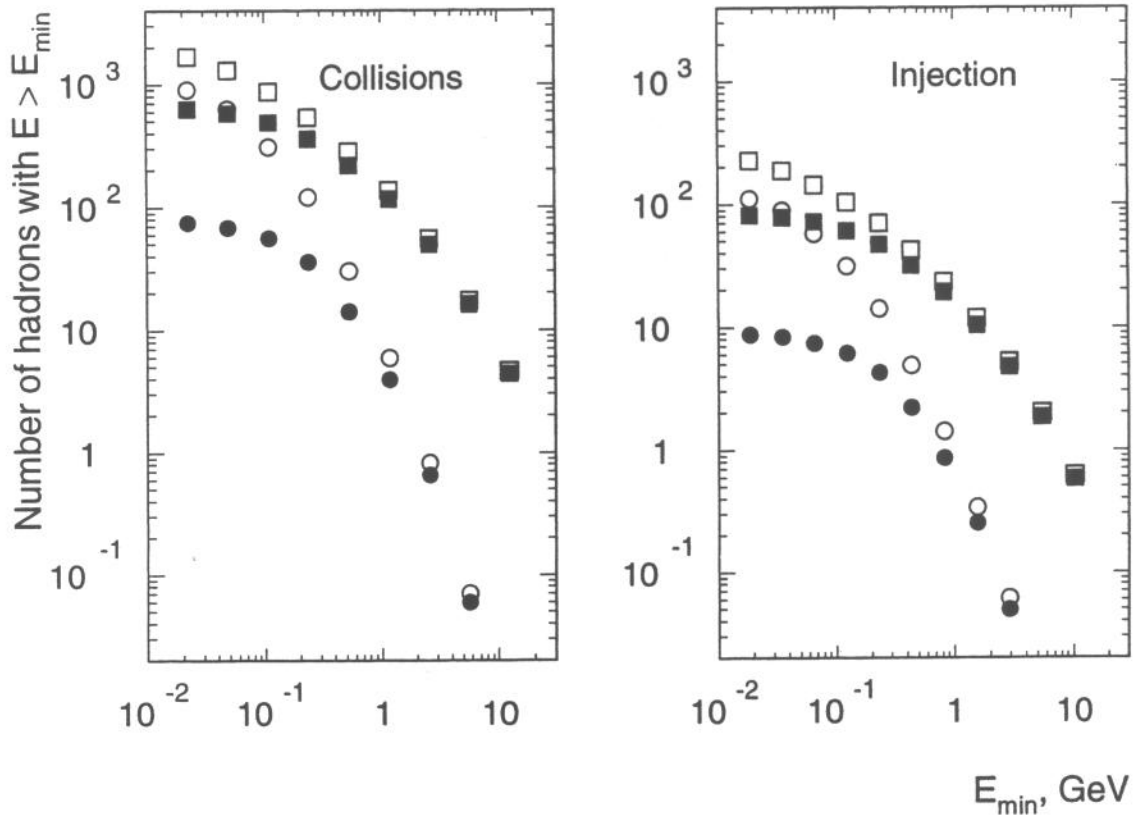 Number of hadrons with E > E_min
Collisions
10^3
10^2
10
1
10^-1
10^-2 10^-1 1 10
Injection
10^3
10^2
10
1
10^-1
10^-2 10^-1 1 10
E_min, GeV